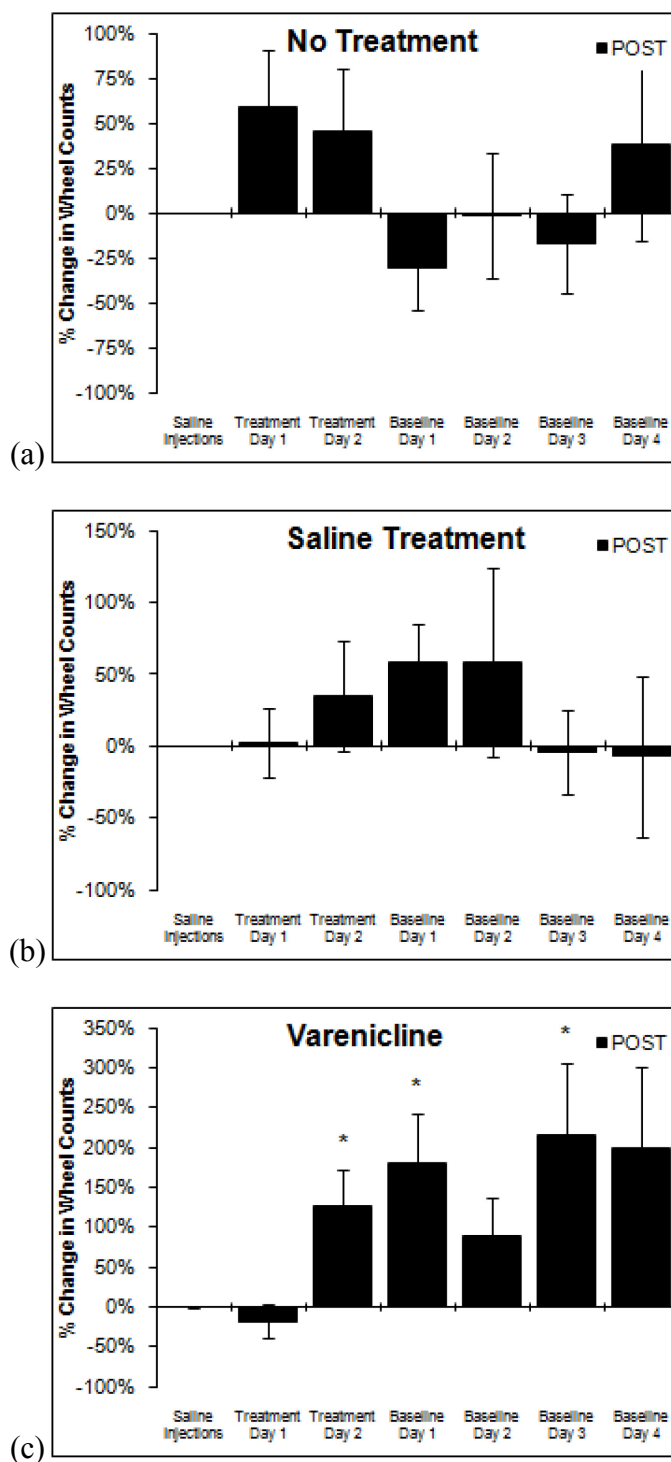 No Treatment
POST
% Change in Wheel Counts
100%
75%
50%
25%
0%
-25%
-50%
-75%
-100%
Saline Treatment Treatment Baseline Baseline Baseline Baseline
Injections Day 1 Day 2 Day 1 Day 2 Day 3 Day 4
(a)
Saline Treatment
POST
% Change in Wheel Counts
150%
100%
50%
0%
-50%
-100%
Saline Treatment Treatment Baseline Baseline Baseline Baseline
Injections Day 1 Day 2 Day 1 Day 2 Day 3 Day 4
(b)
Varenicline
POST
% Change in Wheel Counts
350%
300%
250%
200%
150%
100%
50%
0%
-50%
-100%
* * *
Saline Treatment Treatment Baseline Baseline Baseline Baseline
Injections Day 1 Day 2 Day 1 Day 2 Day 3 Day 4
(c)